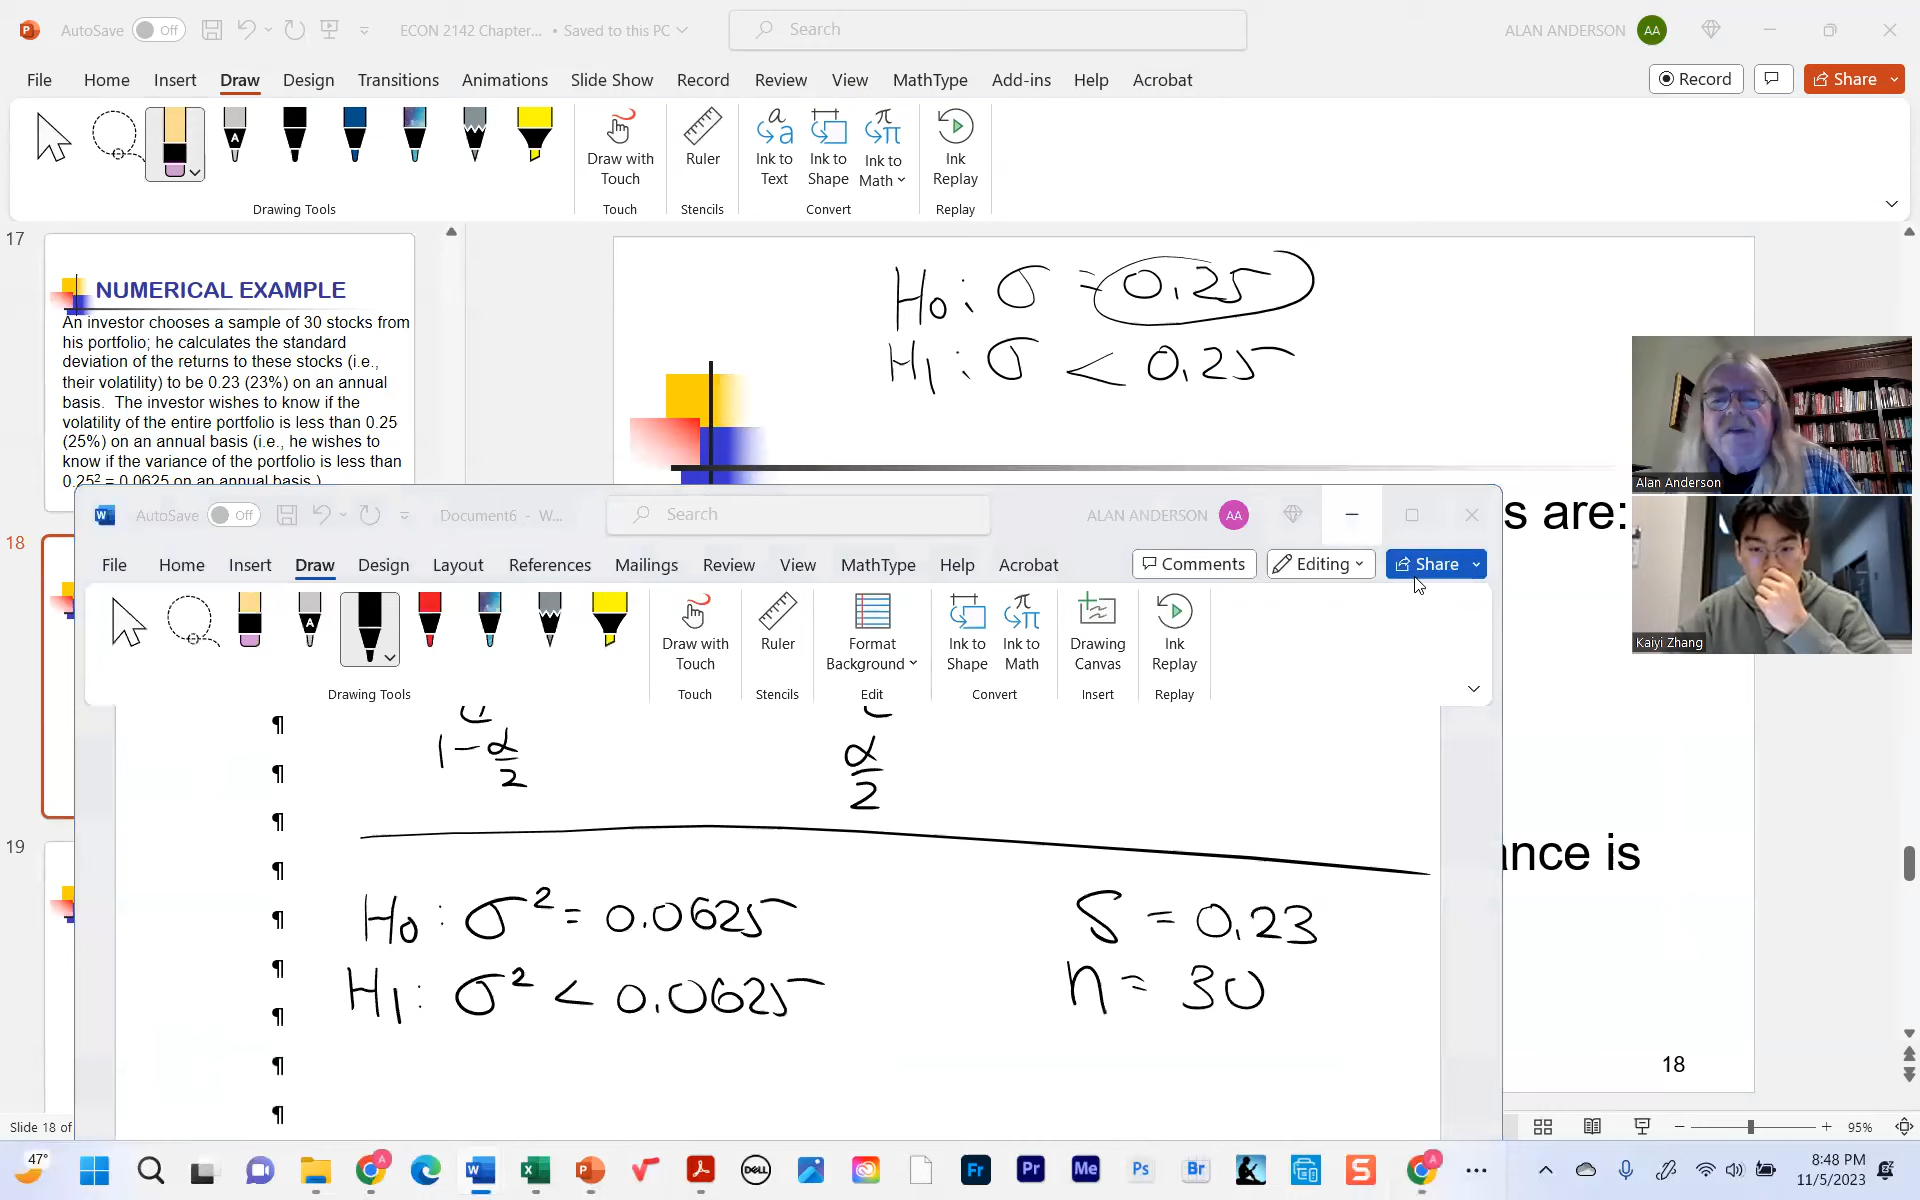 AutoSave Off ECON 2142 Chapter... • Saved to this PC Search ALAN ANDERSON AA
File Home Insert Draw Design Transitions Animations Slide Show Record Review View MathType Add-ins Help Acrobat Record Share
Draw with Touch Ruler Ink to Text Ink to Shape Ink to Math Ink Replay
Drawing Tools Touch Stencils Convert Replay
17
NUMERICAL EXAMPLE
An investor chooses a sample of 30 stocks from
his portfolio; he calculates the standard
deviation of the returns to these stocks (i.e.,
their volatility) to be 0.23 (23%) on an annual
basis. The investor wishes to know if the
volatility of the entire portfolio is less than 0.25
(25%) on an annual basis (i.e., he wishes to
know if the variance of the portfolio is less than
0.25² = 0.0625 on an annual basis.)
18
19
H0 : σ = 0.25
H1 : σ < 0.25
s are:
ance is
18
Alan Anderson
Kaiyi Zhang
AutoSave Off Document6 - W... Search ALAN ANDERSON AA
File Home Insert Draw Design Layout References Mailings Review View MathType Help Acrobat Comments Editing Share
Draw with Touch Ruler Format Background Ink to Shape Ink to Math Drawing Canvas Ink Replay
Drawing Tools Touch Stencils Edit Convert Insert Replay
1 - α/2 α/2
H0 : σ² = 0.0625 S = 0.23
H1 : σ² < 0.0625 n = 30
Slide 18 of 95%
47° 8:48 PM
11/5/2023